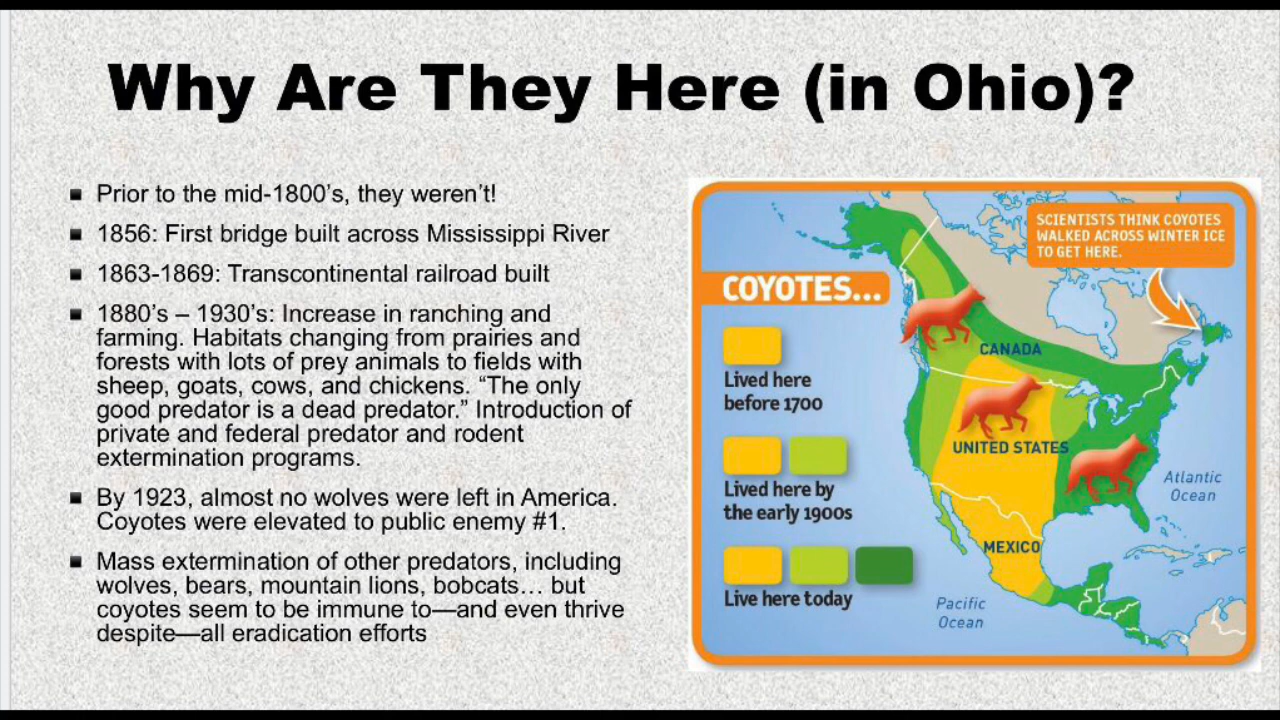 Why Are They Here (in Ohio)?
Prior to the mid-1800’s, they weren’t!
1856: First bridge built across Mississippi River
1863-1869: Transcontinental railroad built
1880’s – 1930’s: Increase in ranching and
farming. Habitats changing from prairies and
forests with lots of prey animals to fields with
sheep, goats, cows, and chickens. “The only
good predator is a dead predator.” Introduction of
private and federal predator and rodent
extermination programs.
By 1923, almost no wolves were left in America.
Coyotes were elevated to public enemy #1.
Mass extermination of other predators, including
wolves, bears, mountain lions, bobcats… but
coyotes seem to be immune to—and even thrive
despite—all eradication efforts
SCIENTISTS THINK COYOTES
WALKED ACROSS WINTER ICE
TO GET HERE.
COYOTES...
Lived here
before 1700
Lived here by
the early 1900s
Live here today
CANADA
UNITED STATES
MEXICO
Atlantic
Ocean
Pacific
Ocean